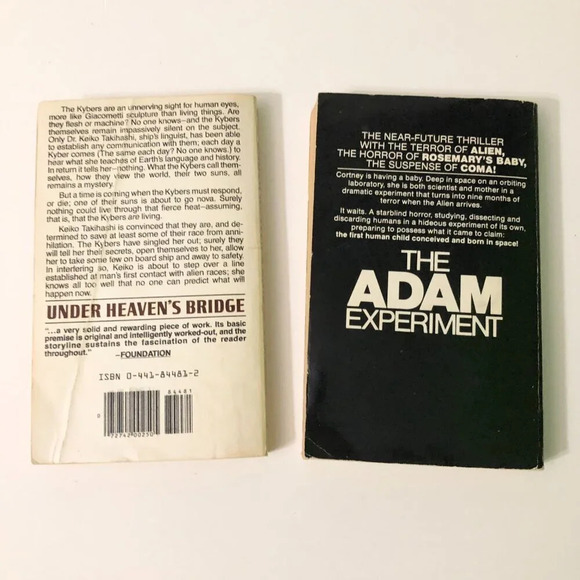 The Kybers are an unnerving sight for human eyes,
more like Giacometti sculpture than living things. Are
they flesh or machine? No one knows—and the Kybers
themselves remain impassively silent on the subject.
Only Dr. Keiko Takihashi, ship's linguist, has been able
to establish any communication with them; each day a
Kyber comes (The same each day? No one knows.) to
hear what she teaches of Earth's language and history.
In return it tells her—nothing. What the Kybers call them-
selves, how they view the world, their two suns, all
remains a mystery.
But a time is coming when the Kybers must respond,
or die; one of their suns is about to go nova. Surely
nothing could live through that fierce heat—assuming,
that is, that the Kybers are living.
Keiko Takihashi is convinced that they are, and de-
termined to save at least some of their race from anni-
hilation. The Kybers have singled her out; surely they
will tell her their secrets, open themselves to her, allow
her to take some few on board ship and away to safety.
In interfering so, Keiko is about to step over a line
established at man's first contact with alien races; she
knows all too well that no one can predict what will
happen now.
UNDER HEAVEN'S BRIDGE
"...a very solid and rewarding piece of work. Its basic
premise is original and intelligently worked-out, and the
storyline sustains the fascination of the reader
throughout." —FOUNDATION
ISBN 0-441-84481-2
84481
0
72742 00250
THE NEAR-FUTURE THRILLER
WITH THE TERROR OF ALIEN,
THE HORROR OF ROSEMARY'S BABY,
THE SUSPENSE OF COMA!
Cortney is having a baby. Deep in space on an orbiting
laboratory, she is both scientist and mother in a
dramatic experiment that turns into nine months of
terror when the Alien arrives.
It waits. A starblind horror, studying, dissecting and
discarding humans in a hideous experiment of its own,
preparing to possess what it came to claim:
the first human child conceived and born in space!
THE
ADAM
EXPERIMENT